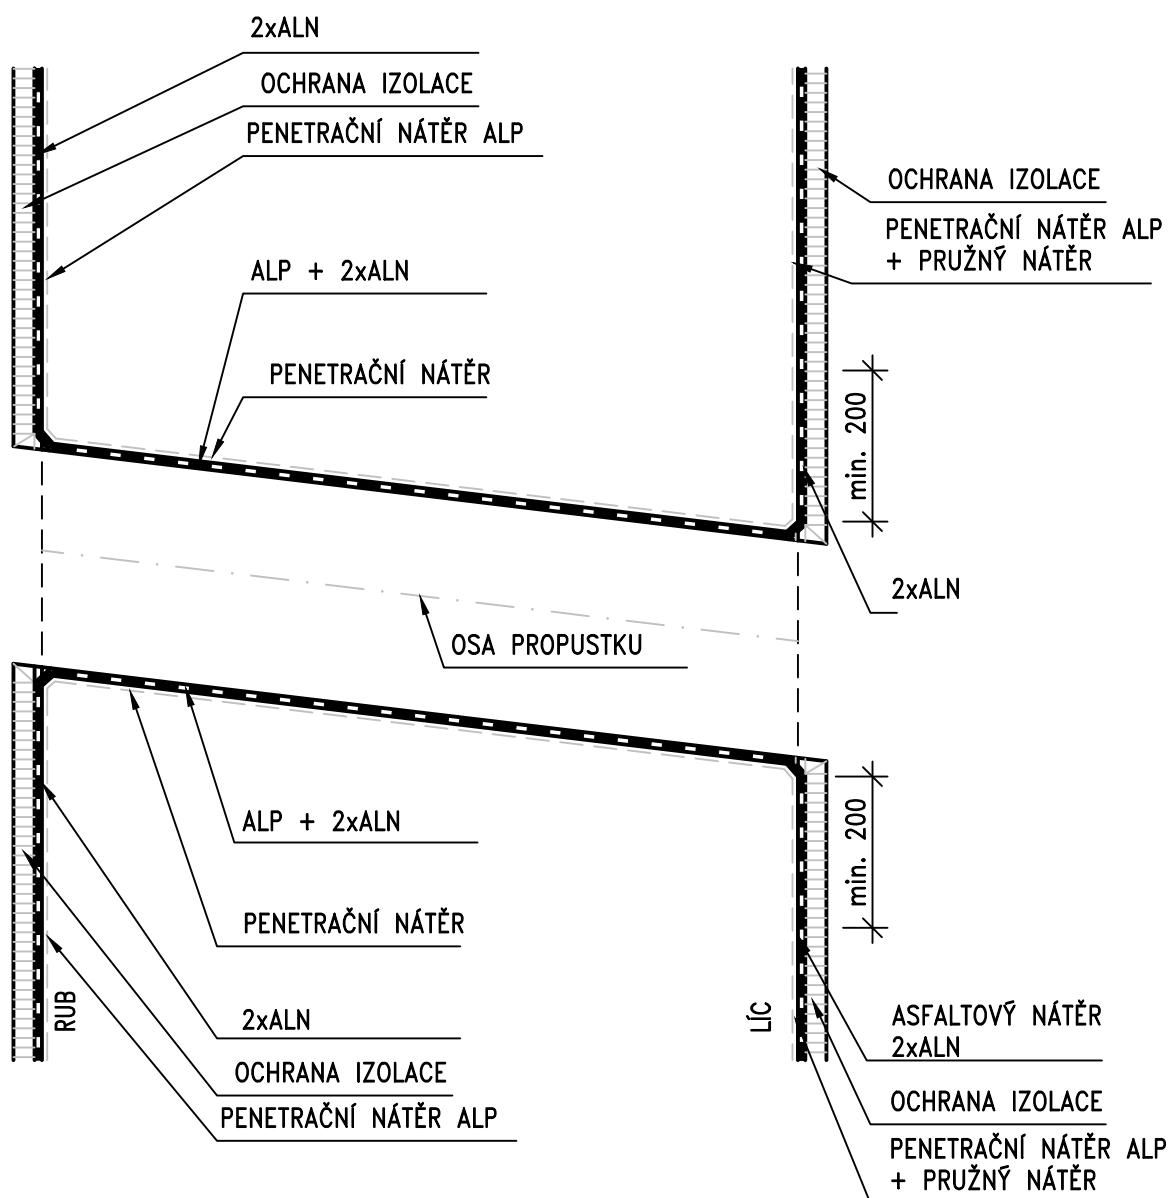 2xALN
OCHRANA IZOLACE
PENETRAČNÍ NÁTĚR ALP
OCHRANA IZOLACE
PENETRAČNÍ NÁTĚR ALP
+ PRUŽNÝ NÁTĚR
ALP + 2xALN
PENETRAČNÍ NÁTĚR
min. 200
2xALN
OSA PROPUSTKU
ALP + 2xALN
min. 200
PENETRAČNÍ NÁTĚR
RUB
2xALN
LÍC
ASFALTOVÝ NÁTĚR
2xALN
OCHRANA IZOLACE
PENETRAČNÍ NÁTĚR ALP
OCHRANA IZOLACE
PENETRAČNÍ NÁTĚR ALP
+ PRUŽNÝ NÁTĚR